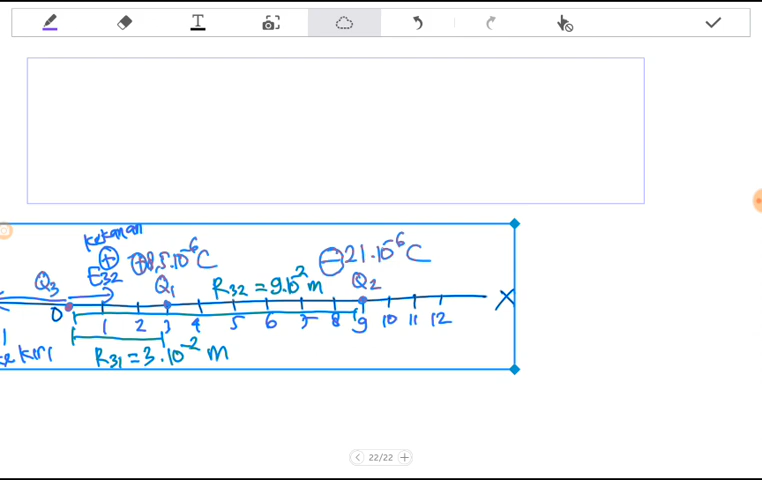 T
kekanan
⊕ +8,5.10⁻⁶ C
⊖ 21.10⁻⁶ C
Q3 E32 Q1 R32 = 9.10⁻² m Q2
0 1 2 3 4 5 6 7 8 9 10 11 12 X
ke kiri
R31 = 3.10⁻² m
22/22